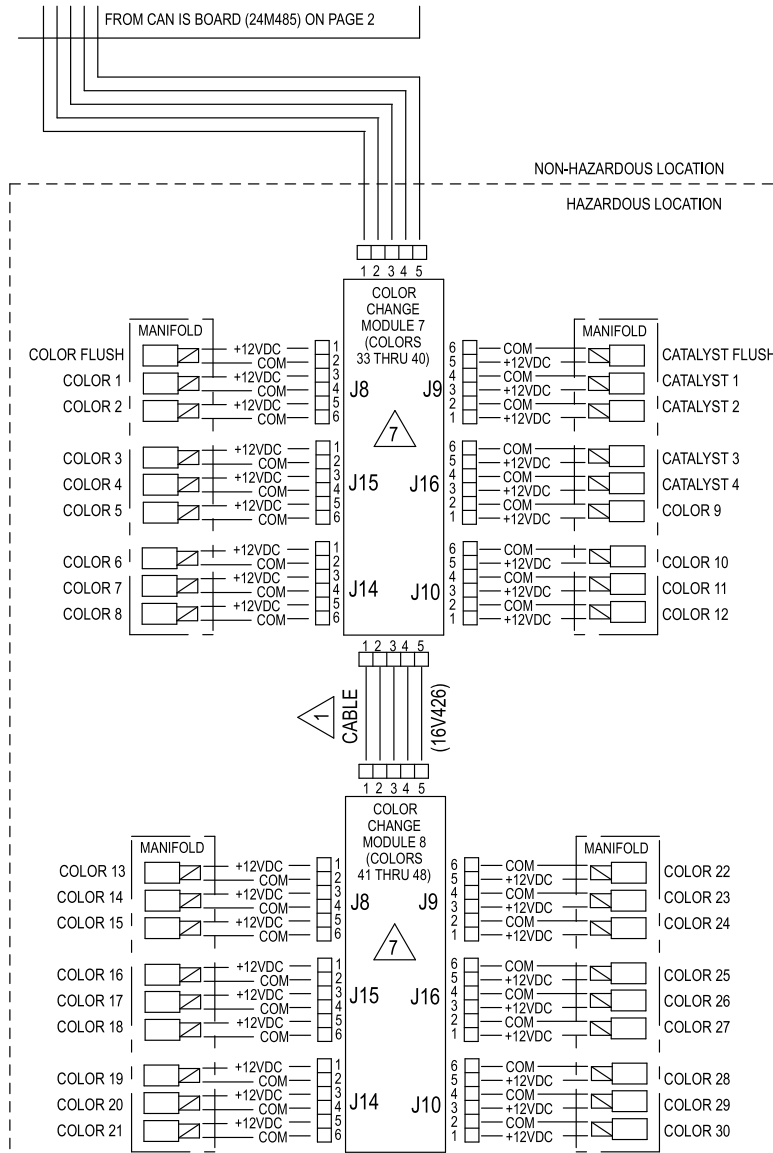 FROM CAN IS BOARD (24M485) ON PAGE 2
NON-HAZARDOUS LOCATION
HAZARDOUS LOCATION
1 2 3 4 5
COLOR
CHANGE
MODULE 7
(COLORS
33 THRU 40)
MANIFOLD
MANIFOLD
COLOR FLUSH +12VDC 1
COM 2
COLOR 1 +12VDC 3
COM 4
COLOR 2 +12VDC 5
COM 6
J8
J9
6 COM CATALYST FLUSH
5 +12VDC
4 COM CATALYST 1
3 +12VDC
2 COM CATALYST 2
1 +12VDC
7
COLOR 3 +12VDC 1
COM 2
COLOR 4 +12VDC 3
COM 4
COLOR 5 +12VDC 5
COM 6
J15
J16
6 COM CATALYST 3
5 +12VDC
4 COM CATALYST 4
3 +12VDC
2 COM COLOR 9
1 +12VDC
COLOR 6 +12VDC 1
COM 2
COLOR 7 +12VDC 3
COM 4
COLOR 8 +12VDC 5
COM 6
J14
J10
6 COM COLOR 10
5 +12VDC
4 COM COLOR 11
3 +12VDC
2 COM COLOR 12
1 +12VDC
1 2 3 4 5
1
CABLE
(16V426)
1 2 3 4 5
COLOR
CHANGE
MODULE 8
(COLORS
41 THRU 48)
MANIFOLD
MANIFOLD
COLOR 13 +12VDC 1
COM 2
COLOR 14 +12VDC 3
COM 4
COLOR 15 +12VDC 5
COM 6
J8
J9
6 COM COLOR 22
5 +12VDC
4 COM COLOR 23
3 +12VDC
2 COM COLOR 24
1 +12VDC
7
COLOR 16 +12VDC 1
COM 2
COLOR 17 +12VDC 3
COM 4
COLOR 18 +12VDC 5
COM 6
J15
J16
6 COM COLOR 25
5 +12VDC
4 COM COLOR 26
3 +12VDC
2 COM COLOR 27
1 +12VDC
COLOR 19 +12VDC 1
COM 2
COLOR 20 +12VDC 3
COM 4
COLOR 21 +12VDC 5
COM 6
J14
J10
6 COM COLOR 28
5 +12VDC
4 COM COLOR 29
3 +12VDC
2 COM COLOR 30
1 +12VDC